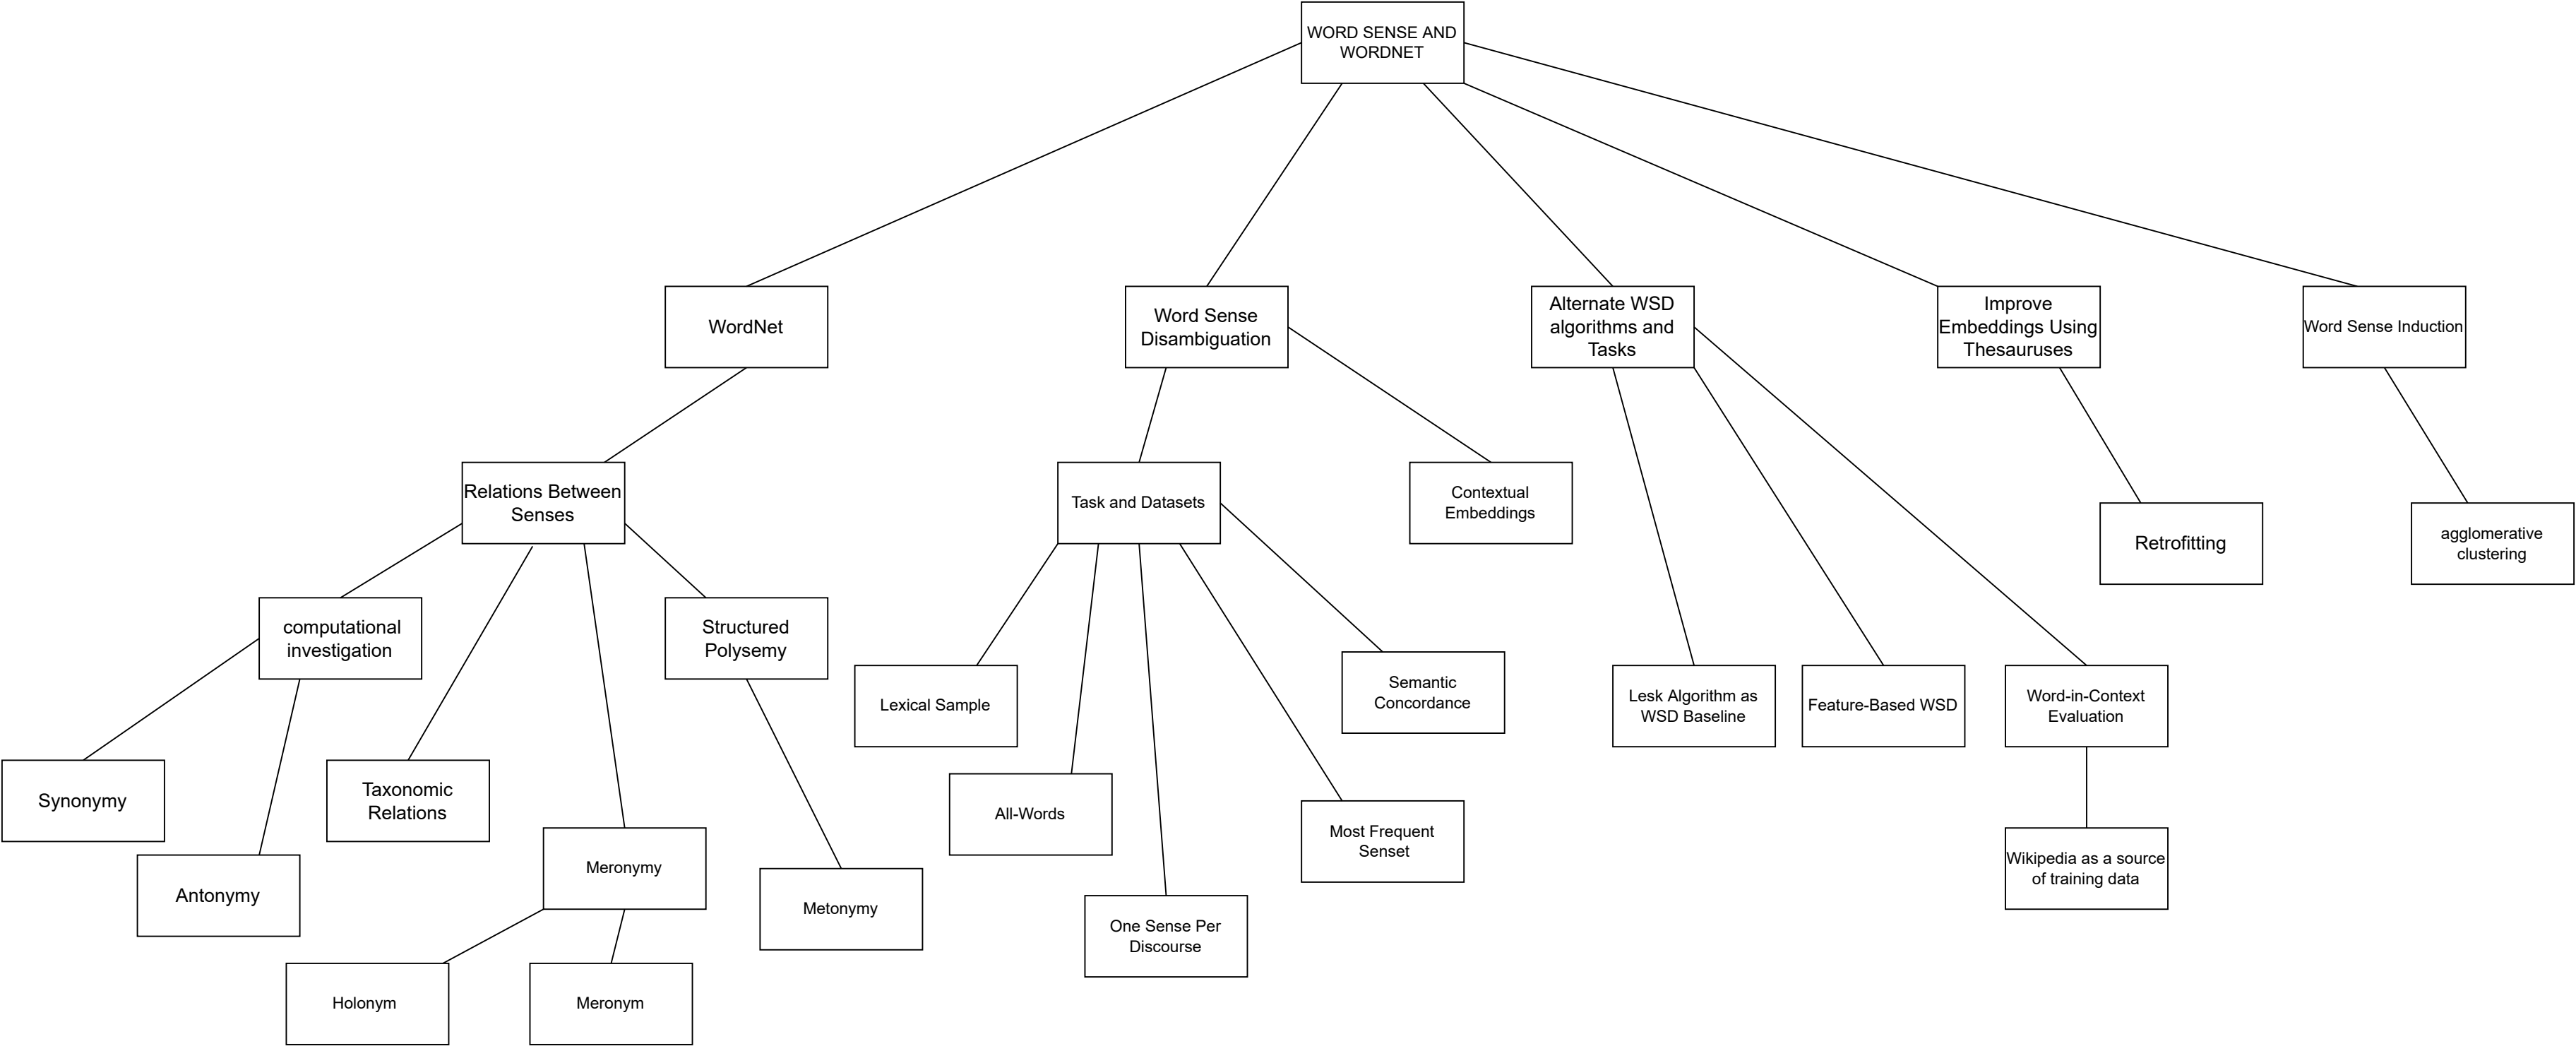 WORD SENSE AND
WORDNET
WordNet
Word Sense
Disambiguation
Alternate WSD
algorithms and
Tasks
Improve
Embeddings Using
Thesauruses
Word Sense Induction
Relations Between
Senses
Task and Datasets
Contextual
Embeddings
Retrofitting
agglomerative
clustering
computational
investigation
Structured
Polysemy
Lexical Sample
Semantic
Concordance
Lesk Algorithm as
WSD Baseline
Feature-Based WSD
Word-in-Context
Evaluation
Synonymy
Taxonomic
Relations
All-Words
Most Frequent
Senset
Antonymy
Meronymy
Metonymy
One Sense Per
Discourse
Wikipedia as a source
of training data
Holonym
Meronym